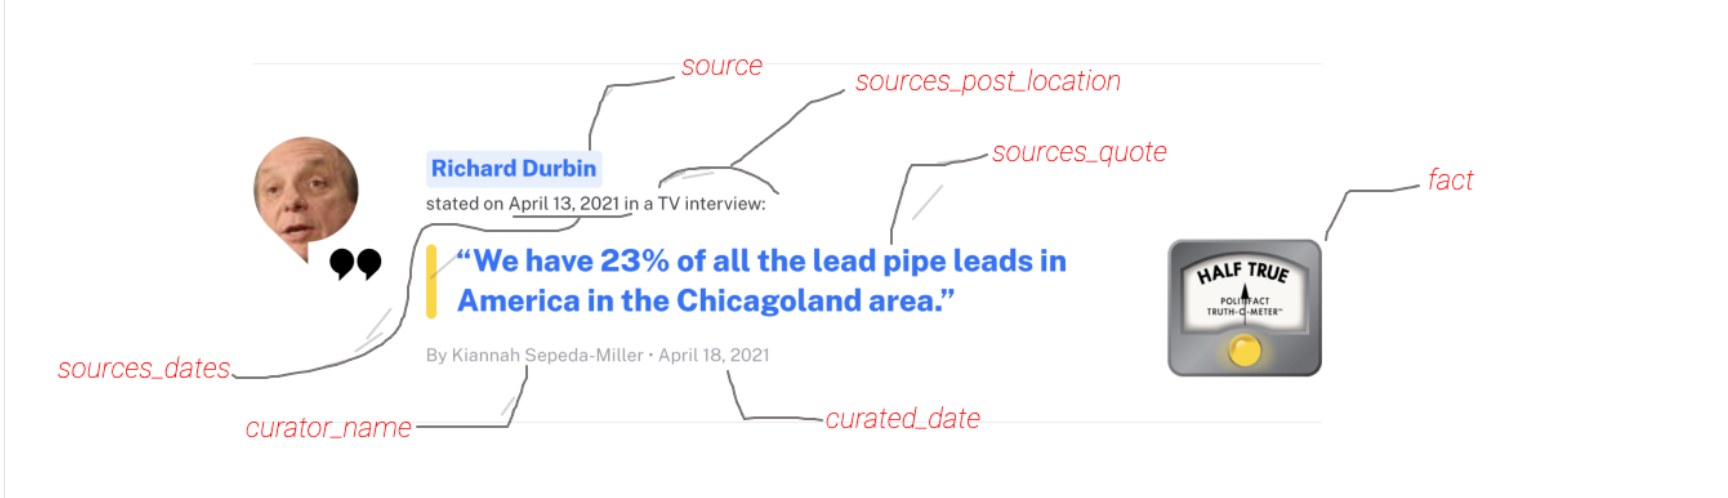 source
sources_post_location
sources_quote
fact
Richard Durbin
stated on April 13, 2021 in a TV interview:
“We have 23% of all the lead pipe leads in
America in the Chicagoland area.”
HALF TRUE
POLITIFACT
TRUTH-O-METER™
By Kiannah Sepeda-Miller • April 18, 2021
sources_dates
curator_name
curated_date